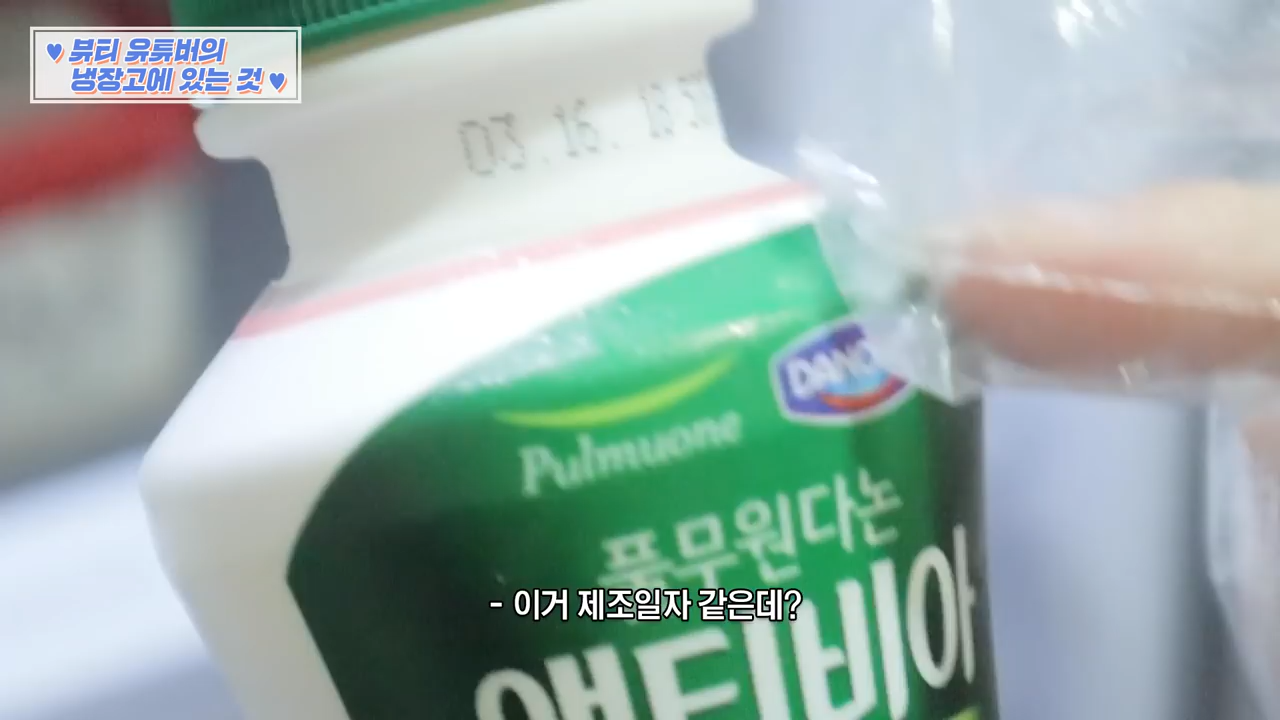 ♥ 뷰티 유튜버의
냉장고에 있는 것 ♥
03.16.
Pulmuone
풀무원다논
액티비아
- 이거 제조일자 같은데?